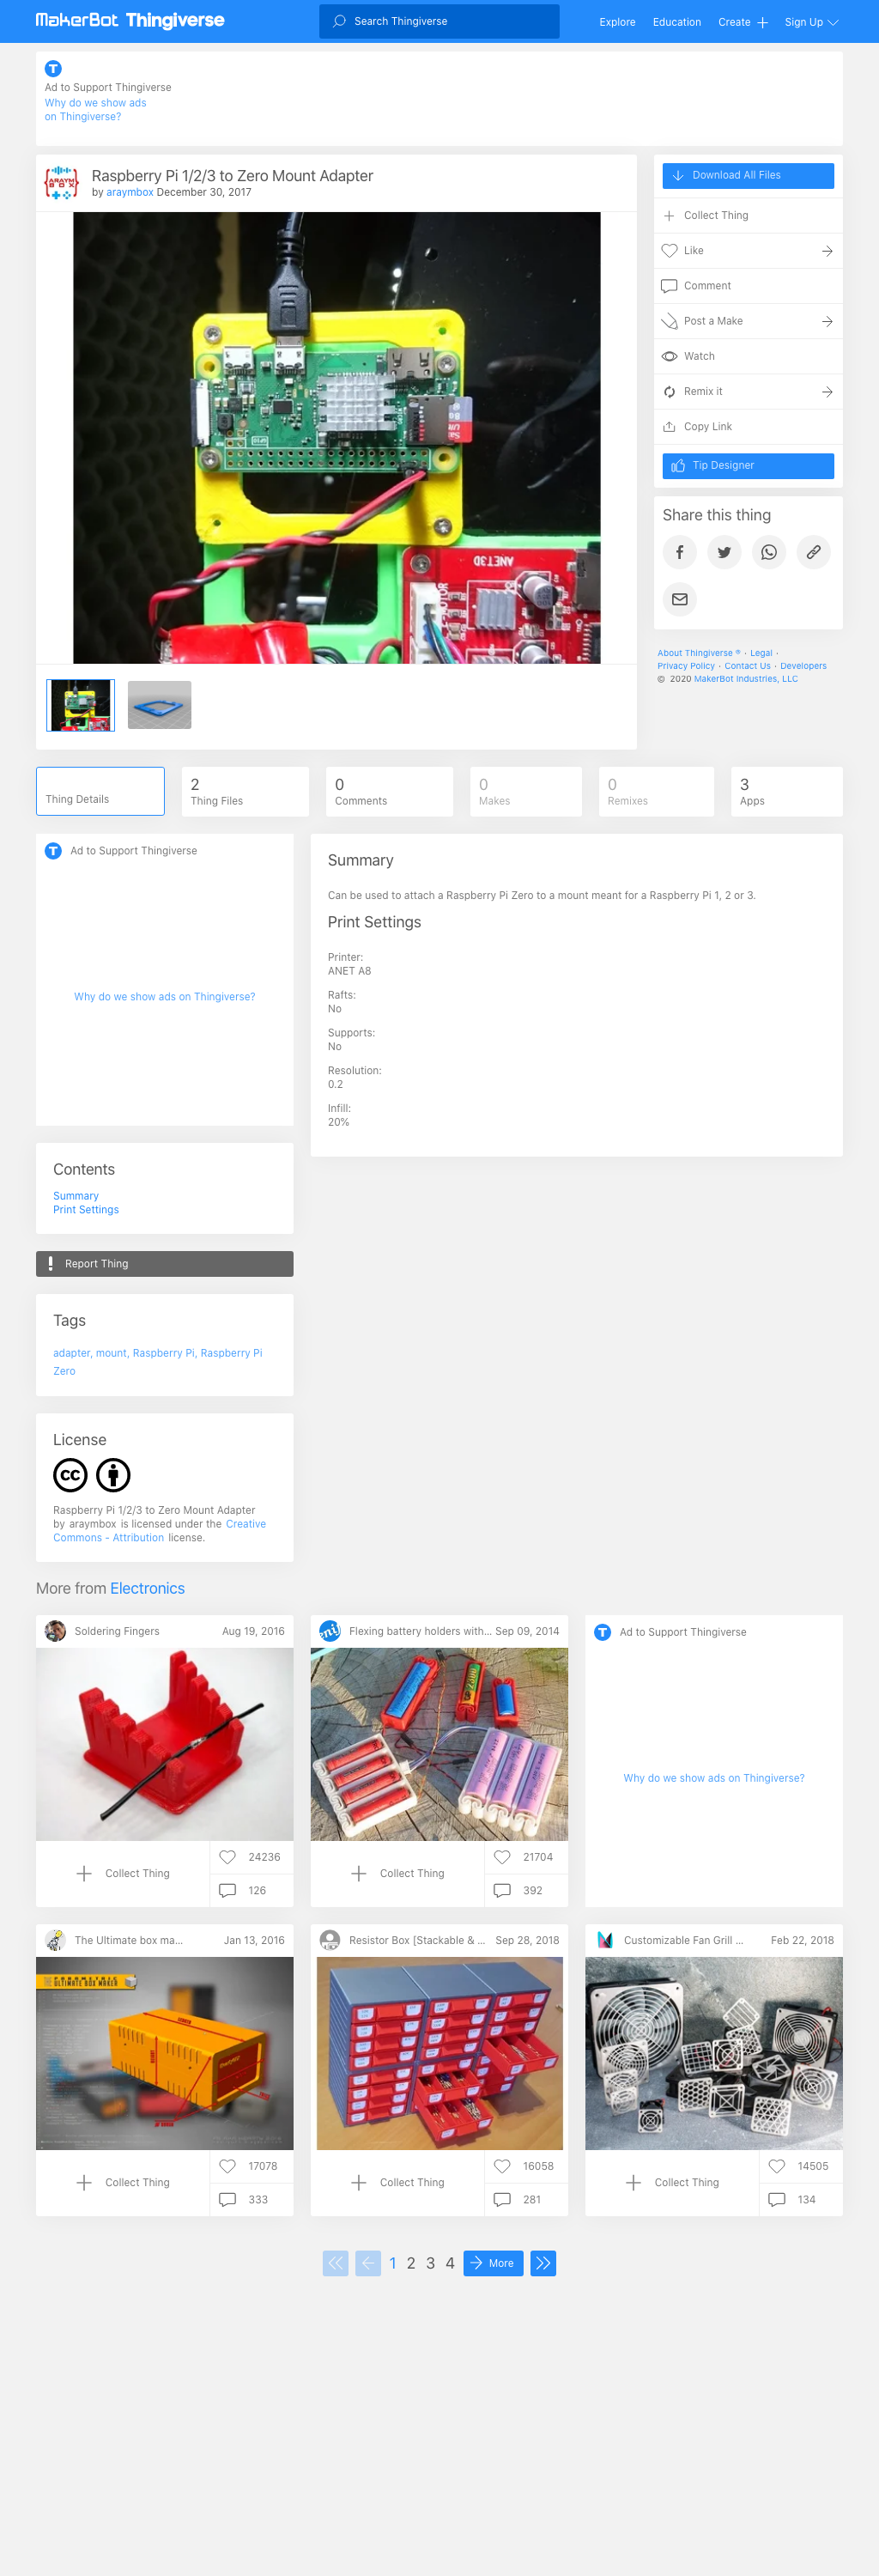 MakerBot Thingiverse
Search Thingiverse
Explore
Education
Create
Sign Up
Ad to Support Thingiverse
Why do we show ads
on Thingiverse?
Raspberry Pi 1/2/3 to Zero Mount Adapter
by araymbox December 30, 2017
ANET3D
Download All Files
Collect Thing
Like
Comment
Post a Make
Watch
Remix it
Copy Link
Tip Designer
Share this thing
About Thingiverse ® · Legal ·
Privacy Policy · Contact Us · Developers
© 2020 MakerBot Industries, LLC
Thing Details
2
Thing Files
0
Comments
0
Makes
0
Remixes
3
Apps
Ad to Support Thingiverse
Why do we show ads on Thingiverse?
Contents
Summary
Print Settings
Report Thing
Tags
adapter, mount, Raspberry Pi, Raspberry Pi
Zero
License
Raspberry Pi 1/2/3 to Zero Mount Adapter
by araymbox is licensed under the Creative
Commons - Attribution license.
Summary
Can be used to attach a Raspberry Pi Zero to a mount meant for a Raspberry Pi 1, 2 or 3.
Print Settings
Printer:
ANET A8
Rafts:
No
Supports:
No
Resolution:
0.2
Infill:
20%
More from Electronics
Soldering Fingers
Aug 19, 2016
Collect Thing
24236
126
Flexing battery holders with...
Sep 09, 2014
Collect Thing
21704
392
Ad to Support Thingiverse
Why do we show ads on Thingiverse?
The Ultimate box ma...
Jan 13, 2016
ULTIMATE BOX MAKER
Collect Thing
17078
333
Resistor Box [Stackable & ...
Sep 28, 2018
Collect Thing
16058
281
Customizable Fan Grill ...
Feb 22, 2018
Collect Thing
14505
134
1 2 3 4
More